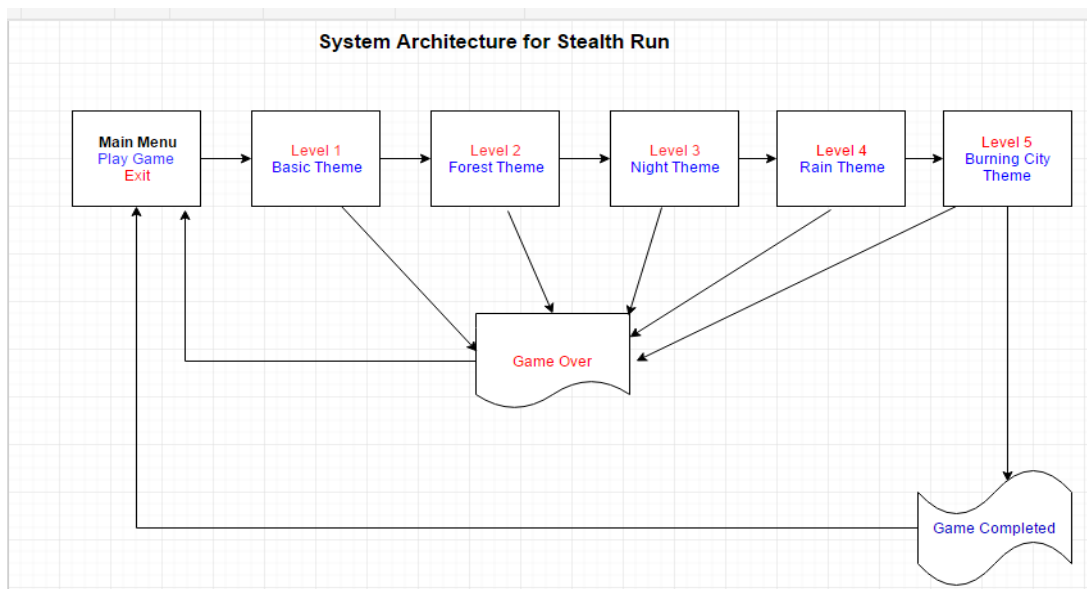 System Architecture for Stealth Run
Main Menu
Play Game
Exit
Level 1
Basic Theme
Level 2
Forest Theme
Level 3
Night Theme
Level 4
Rain Theme
Level 5
Burning City
Theme
Game Over
Game Completed